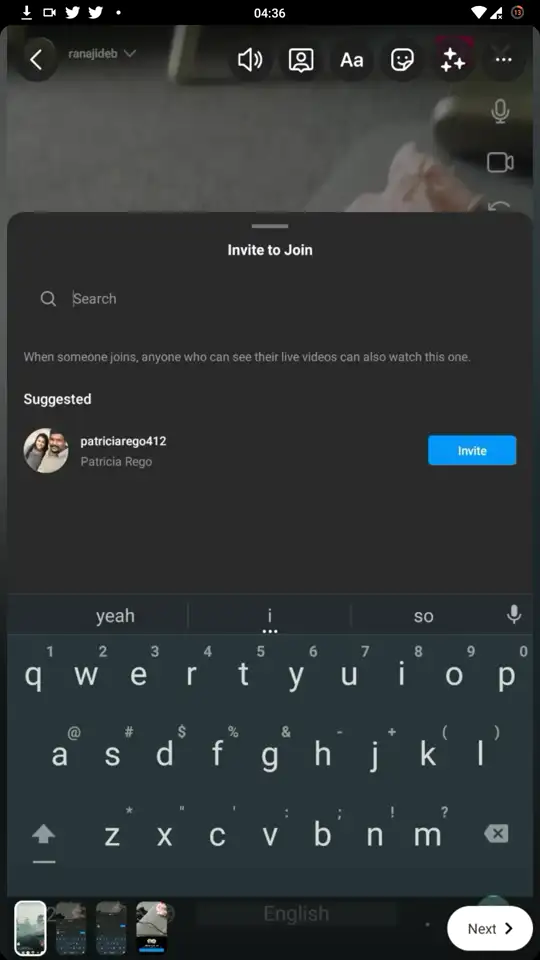 04:36
13
ranajideb
Aa
Invite to Join
Search
When someone joins, anyone who can see their live videos can also watch this one.
Suggested
patriciarego412
Patricia Rego
Invite
yeah i so
1 2 3 4 5 6 7 8 9 0
q w e r t y u i o p
@ # $ % & - + ( )
a s d f g h j k l
* " ' : ; ! ?
z x c v b n m
English
Next